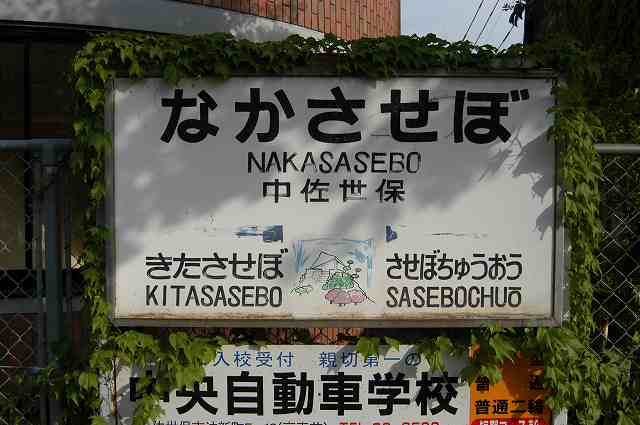 なかさせぼ
NAKASASEBO
中佐世保
きたさせぼ させぼちゅうおう
KITASASEBO SASEBOCHUō
入校受付 親切第一の
中央自動車学校
普通
普通二輪